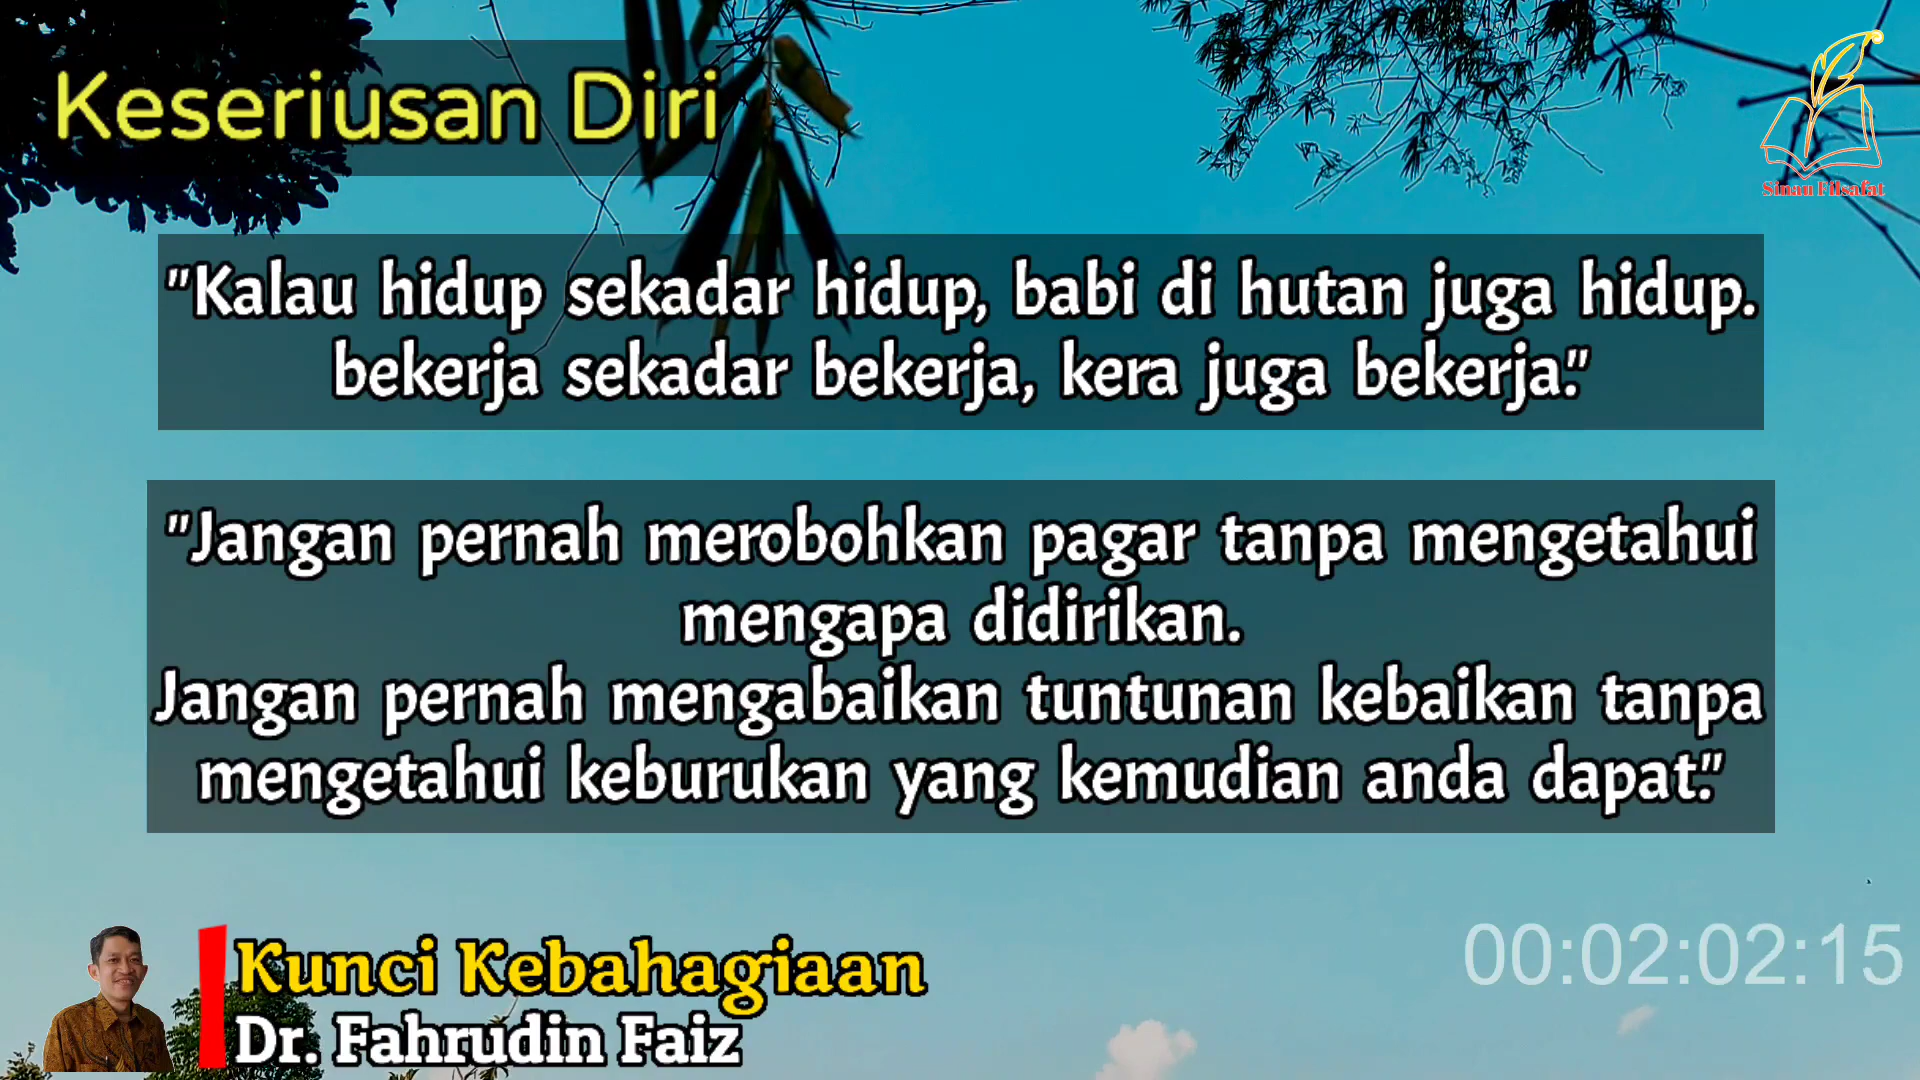 Keseriusan Diri
Sinau Filsafat
"Kalau hidup sekadar hidup, babi di hutan juga hidup.
bekerja sekadar bekerja, kera juga bekerja."
"Jangan pernah merobohkan pagar tanpa mengetahui
mengapa didirikan.
Jangan pernah mengabaikan tuntunan kebaikan tanpa
mengetahui keburukan yang kemudian anda dapat."
Kunci Kebahagiaan
Dr. Fahrudin Faiz
00:02:02:15